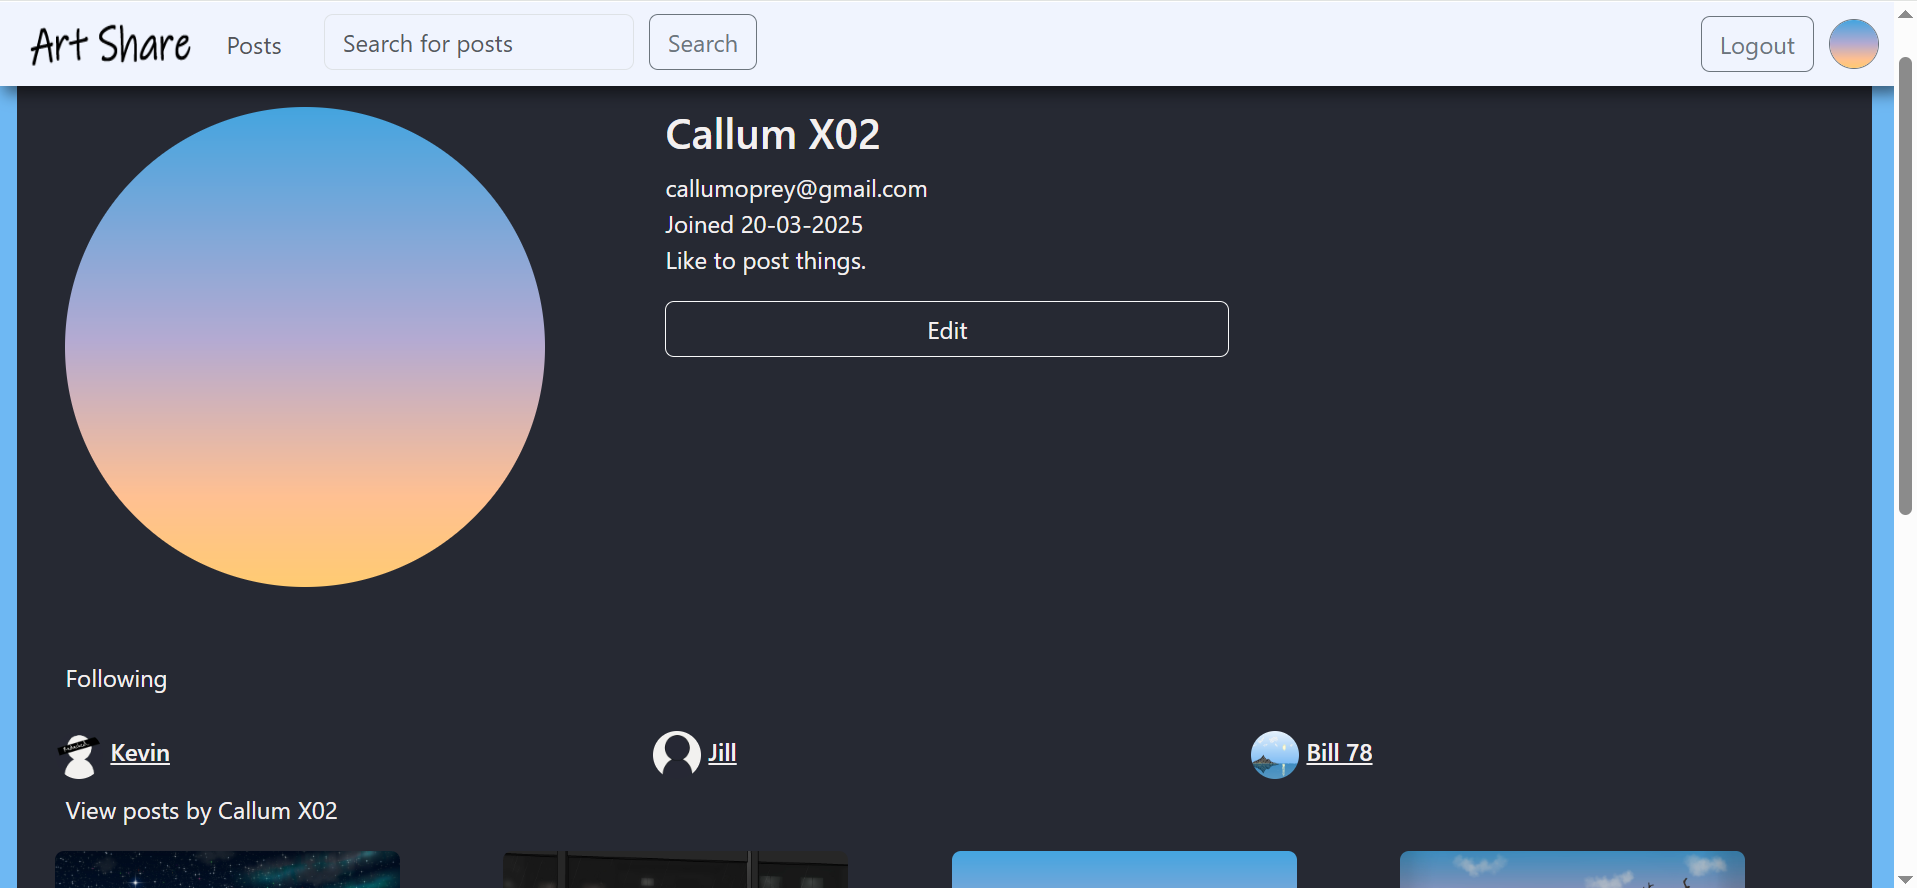 Art Share Posts Search for posts Search Logout
Callum X02
callumoprey@gmail.com
Joined 20-03-2025
Like to post things.
Edit
Following
Kevin Jill Bill 78
View posts by Callum X02